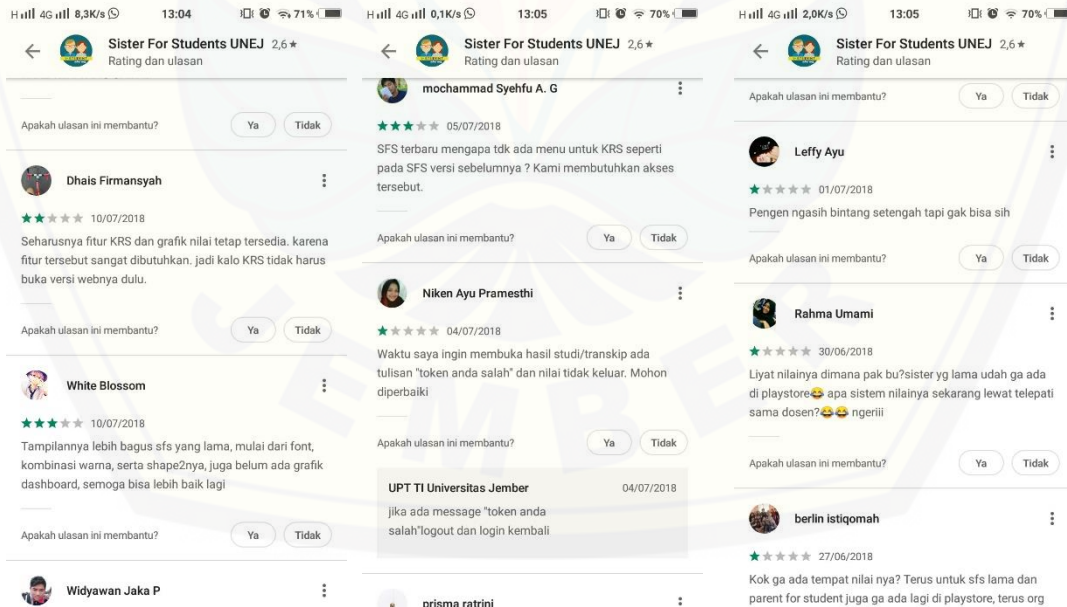 H 4G 8,3K/s 13:04 71%
Sister For Students UNEJ 2,6★
Rating dan ulasan
Apakah ulasan ini membantu? Ya Tidak
Dhais Firmansyah
10/07/2018
Seharusnya fitur KRS dan grafik nilai tetap tersedia. karena
fitur tersebut sangat dibutuhkan. jadi kalo KRS tidak harus
buka versi webnya dulu.
Apakah ulasan ini membantu? Ya Tidak
White Blossom
10/07/2018
Tampilannya lebih bagus sfs yang lama, mulai dari font,
kombinasi warna, serta shape2nya, juga belum ada grafik
dashboard, semoga bisa lebih baik lagi
Apakah ulasan ini membantu? Ya Tidak
Widyawan Jaka P
H 4G 0,1K/s 13:05 70%
Sister For Students UNEJ 2,6★
Rating dan ulasan
mochammad Syehfu A. G
05/07/2018
SFS terbaru mengapa tdk ada menu untuk KRS seperti
pada SFS versi sebelumnya ? Kami membutuhkan akses
tersebut.
Apakah ulasan ini membantu? Ya Tidak
Niken Ayu Pramesthi
04/07/2018
Waktu saya ingin membuka hasil studi/transkip ada
tulisan "token anda salah" dan nilai tidak keluar. Mohon
diperbaiki
Apakah ulasan ini membantu? Ya Tidak
UPT TI Universitas Jember 04/07/2018
jika ada message "token anda
salah"logout dan login kembali
prisma ratrini
H 4G 2,0K/s 13:05 70%
Sister For Students UNEJ 2,6★
Rating dan ulasan
Apakah ulasan ini membantu? Ya Tidak
Leffy Ayu
01/07/2018
Pengen ngasih bintang setengah tapi gak bisa sih
Apakah ulasan ini membantu? Ya Tidak
Rahma Umami
30/06/2018
Liyat nilainya dimana pak bu?sister yg lama udah ga ada
di playstore😂 apa sistem nilainya sekarang lewat telepati
sama dosen?😂😂 ngeriii
Apakah ulasan ini membantu? Ya Tidak
berlin istiqomah
27/06/2018
Kok ga ada tempat nilai nya? Terus untuk sfs lama dan
parent for student juga ga ada lagi di playstore, terus org